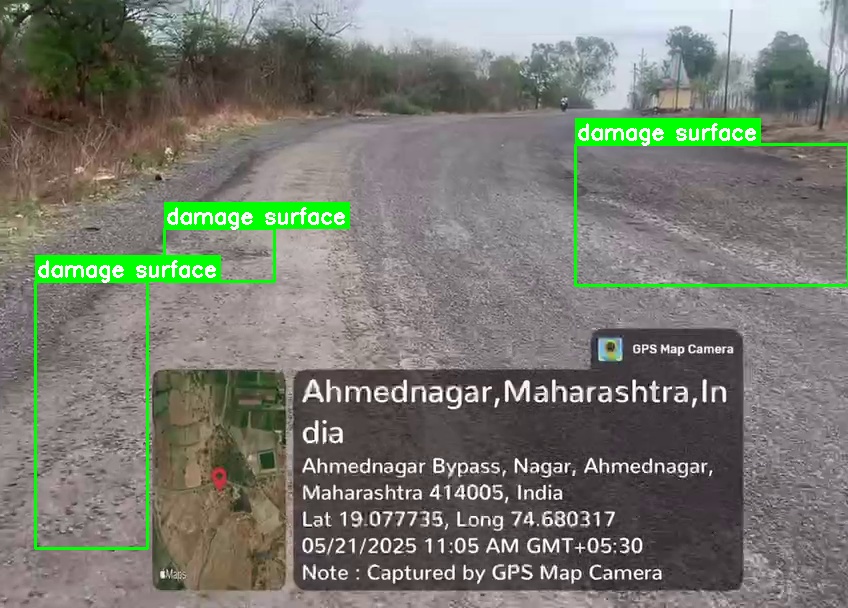 damage surface
damage surface
damage surface
GPS Map Camera
Ahmednagar,Maharashtra,In
dia
Ahmednagar Bypass, Nagar, Ahmednagar,
Maharashtra 414005, India
Lat 19.077735, Long 74.680317
05/21/2025 11:05 AM GMT+05:30
Note : Captured by GPS Map Camera
Maps